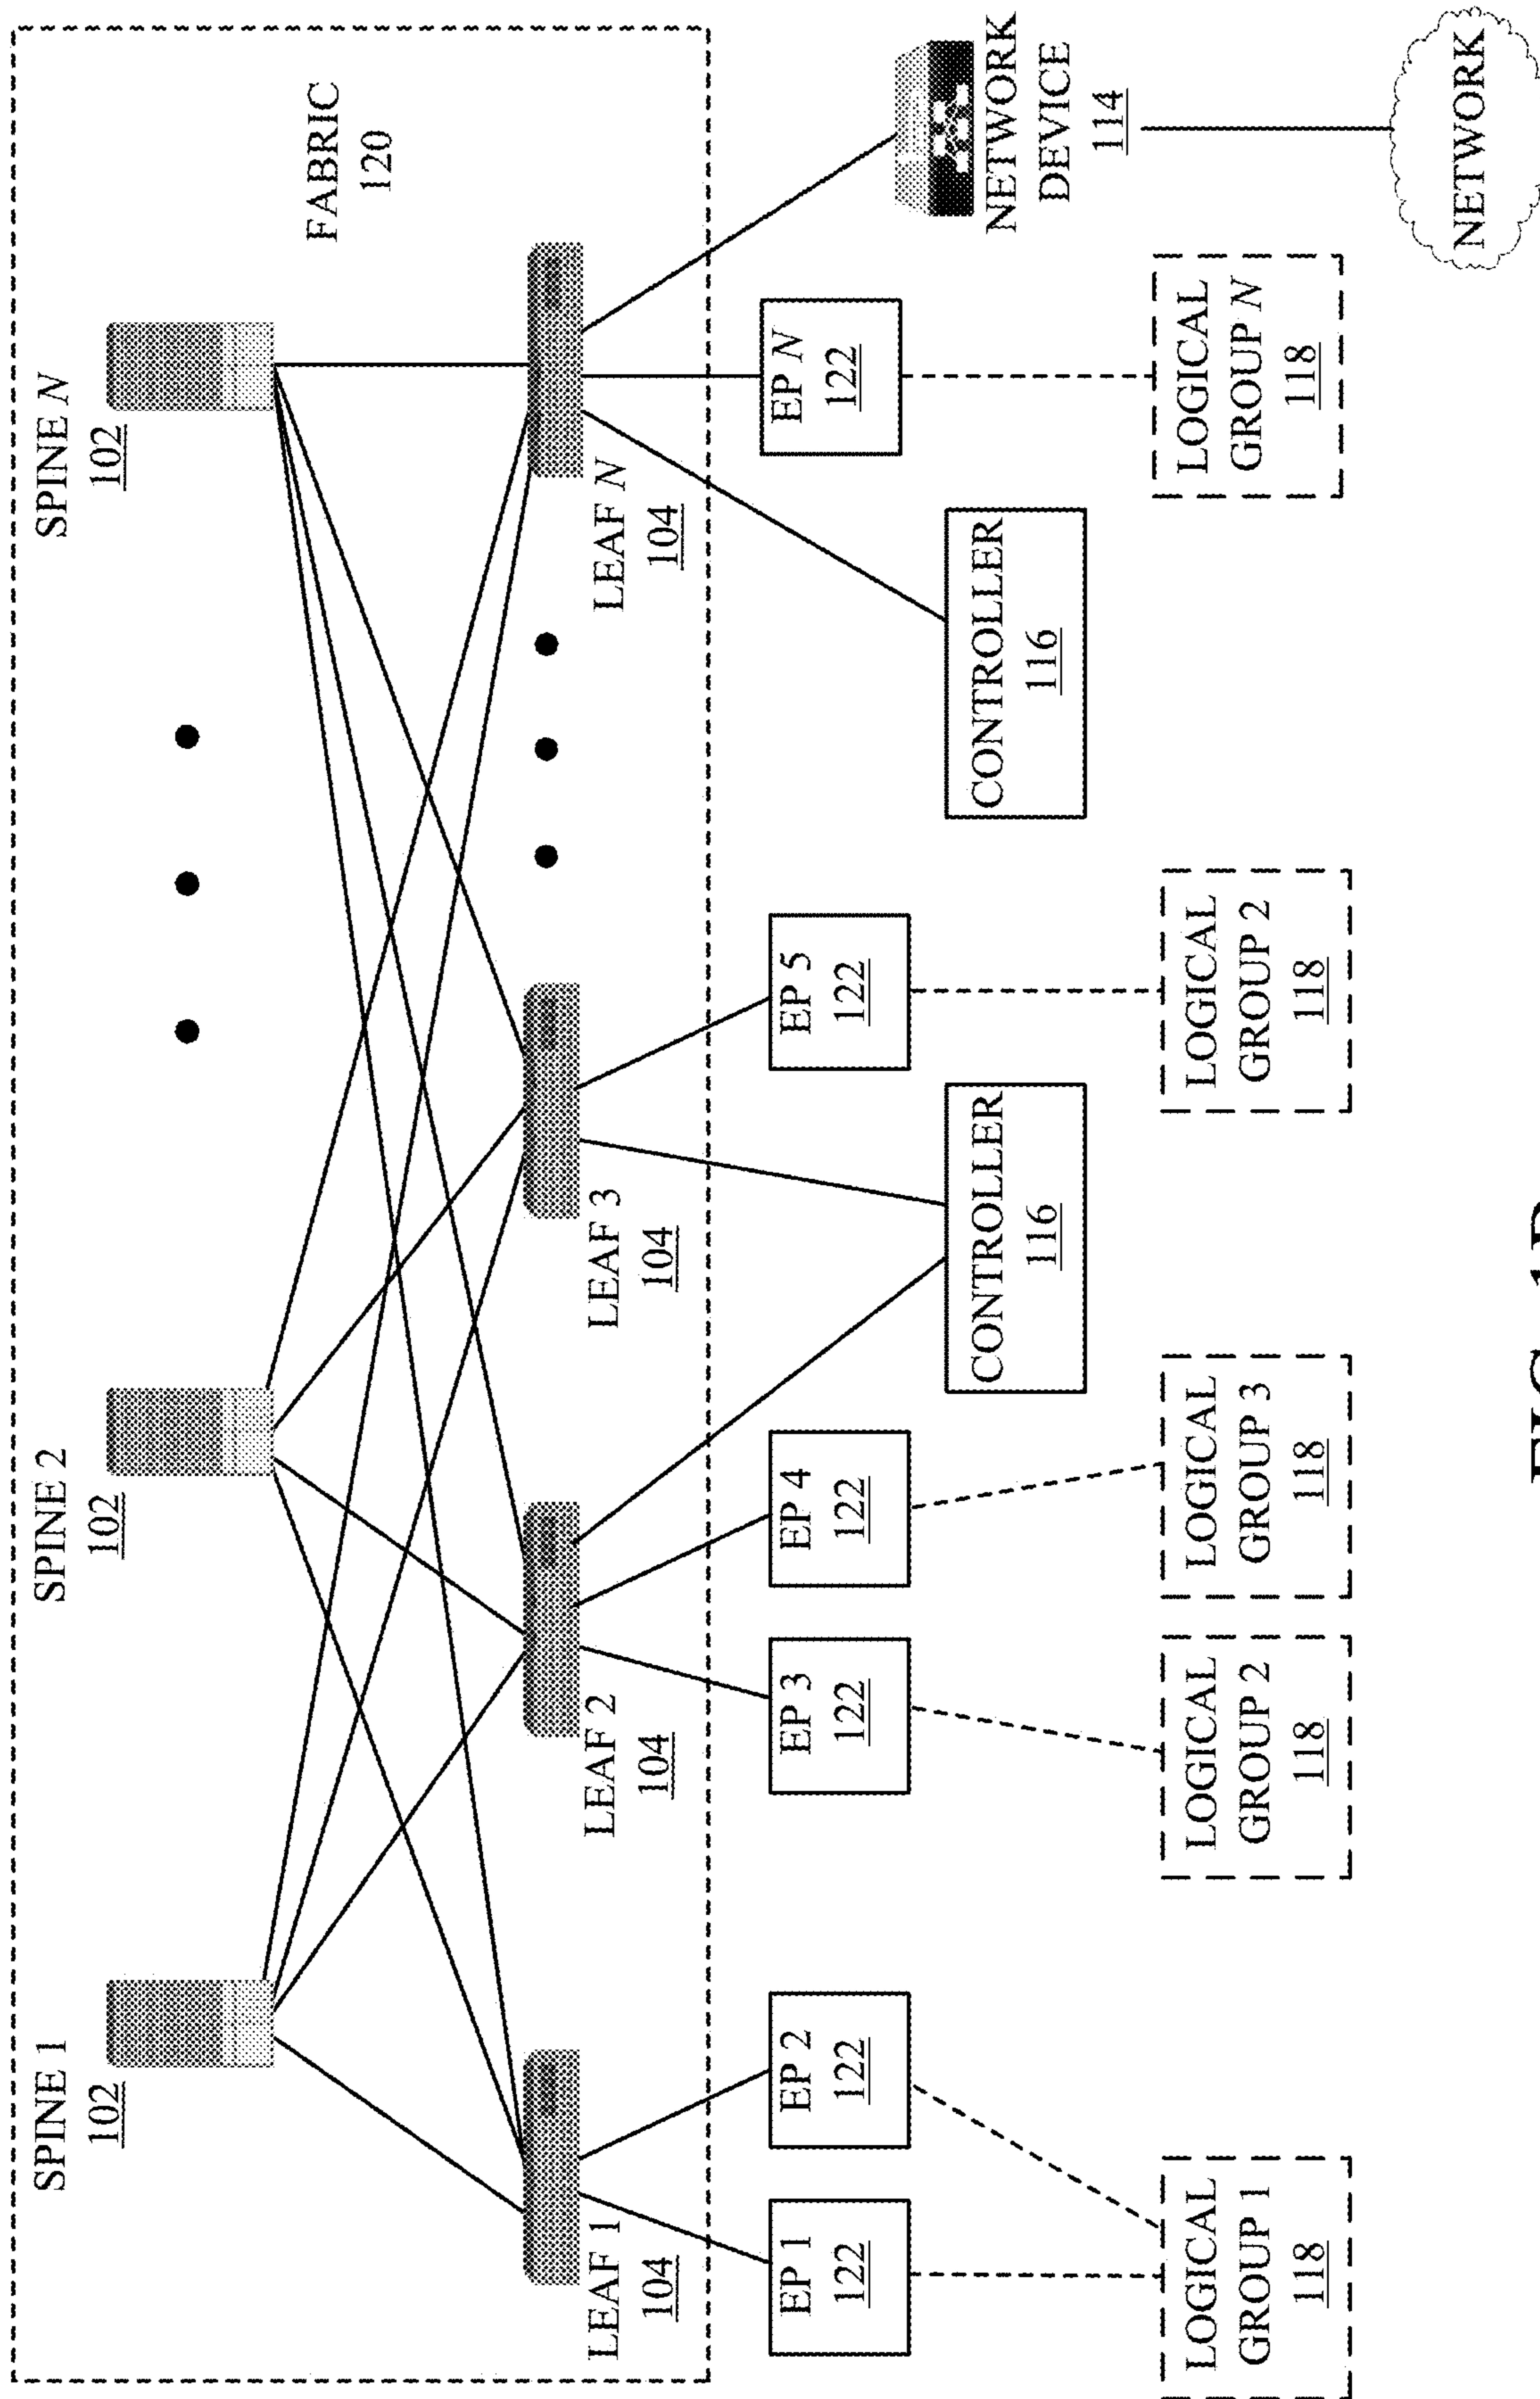 SPINE 1
102
SPINE 2
102
SPINE N
102
FABRIC
120
LEAF 1
104
LEAF 2
104
LEAF 3
104
LEAF N
104
EP 1
122
EP 2
122
EP 3
122
EP 4
122
EP 5
122
EP N
122
CONTROLLER
116
CONTROLLER
116
NETWORK
DEVICE
114
LOGICAL
GROUP 1
118
LOGICAL
GROUP 2
118
LOGICAL
GROUP 3
118
LOGICAL
GROUP 2
118
LOGICAL
GROUP N
118
NETWORK